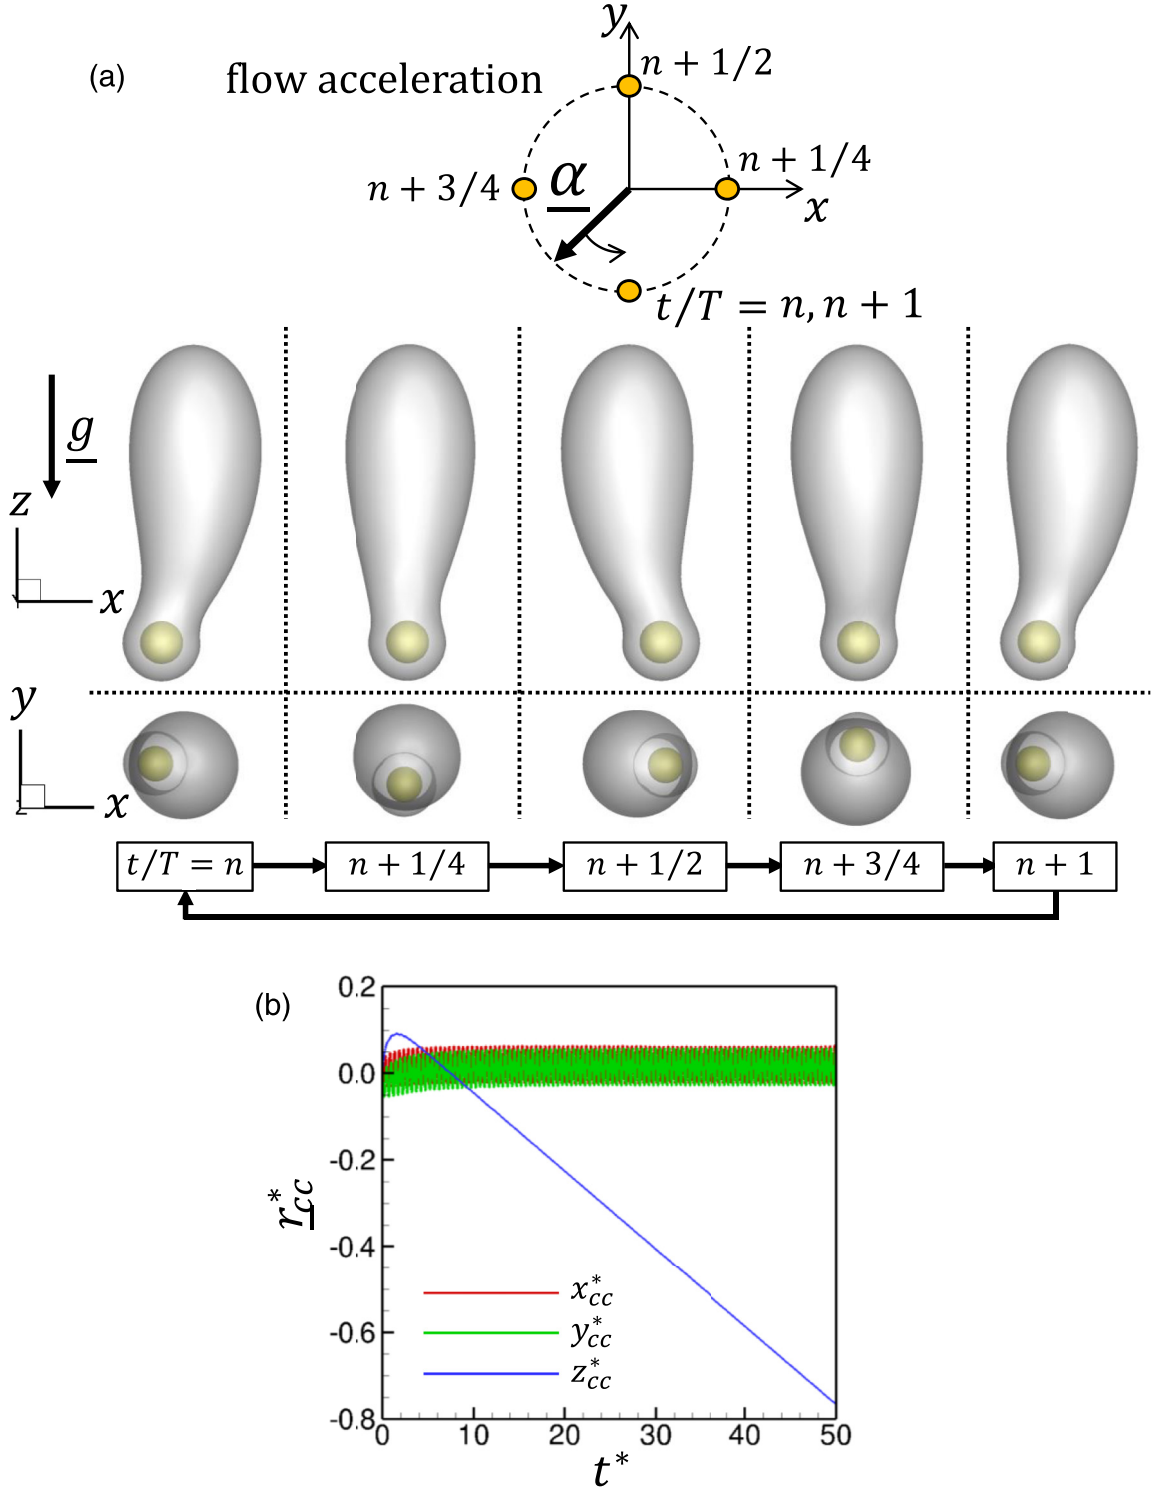 (a)
flow acceleration
y
n + 1/2
n + 1/4
n + 3/4
α
x
t/T = n, n + 1
g
z
x
y
x
t/T = n
n + 1/4
n + 1/2
n + 3/4
n + 1
(b)
0.2
0.0
-0.2
-0.4
-0.6
-0.8
r*cc
x*cc
y*cc
z*cc
0 10 20 30 40 50
t*